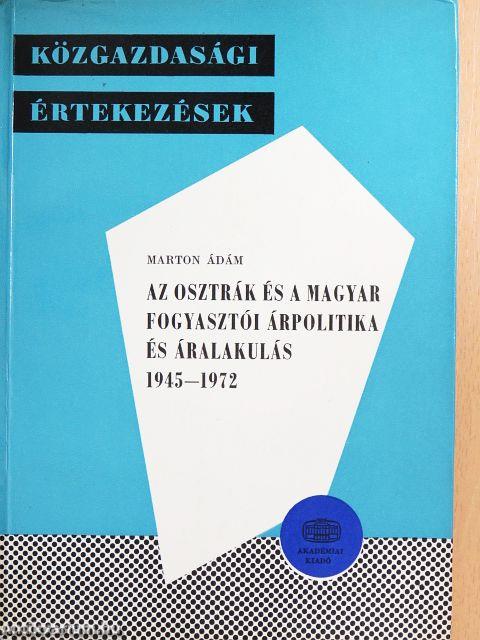 KÖZGAZDASÁGI
ÉRTEKEZÉSEK
MARTON ÁDÁM
AZ OSZTRÁK ÉS A MAGYAR
FOGYASZTÓI ÁRPOLITIKA
ÉS ÁRALAKULÁS
1945—1972
AKADÉMIAI
KIADÓ